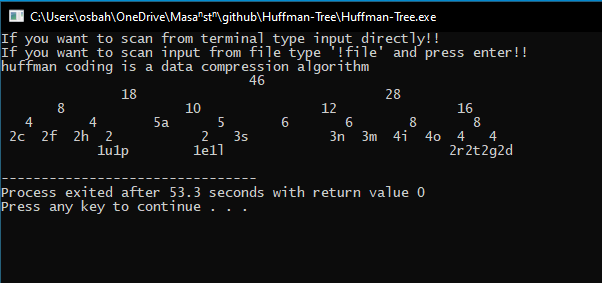 C:\Users\osbah\OneDrive\Masaⁿstⁿ\github\Huffman-Tree\Huffman-Tree.exe
If you want to scan from terminal type input directly!!
If you want to scan input from file type '!file' and press enter!!
huffman coding is a data compression algorithm
46
18 28
8 10 12 16
4 4 5a 5 6 6 8 8
2c 2f 2h 2 2 3s 3n 3m 4i 4o 4 4
1u1p 1e1l 2r2t2g2d
--------------------------------
Process exited after 53.3 seconds with return value 0
Press any key to continue . . .